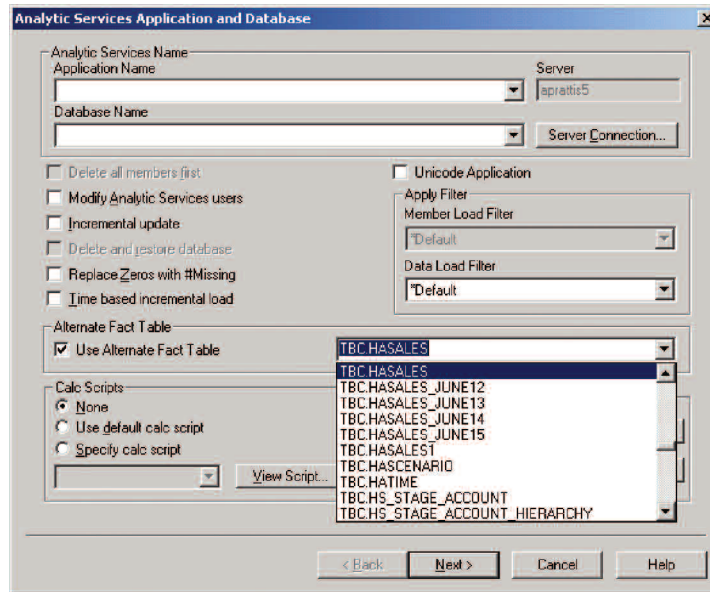 Analytic Services Application and Database
Analytic Services Name
Application Name
Server
aprattis5
Database Name
Server Connection...
Delete all members first
Unicode Application
Modify Analytic Services users
Apply Filter
Member Load Filter
Incremental update
*Default
Delete and restore database
Data Load Filter
Replace Zeros with #Missing
*Default
Time based incremental load
Alternate Fact Table
Use Alternate Fact Table
TBC.HASALES
TBC.HASALES
TBC.HASALES_JUNE12
TBC.HASALES_JUNE13
TBC.HASALES_JUNE14
TBC.HASALES_JUNE15
TBC.HASALES1
TBC.HASCENARIO
TBC.HATIME
TBC.HS_STAGE_ACCOUNT
TBC.HS_STAGE_ACCOUNT_HIERARCHY
Calc Scripts
None
Use default calc script
Specify calc script
View Script...
< Back
Next >
Cancel
Help